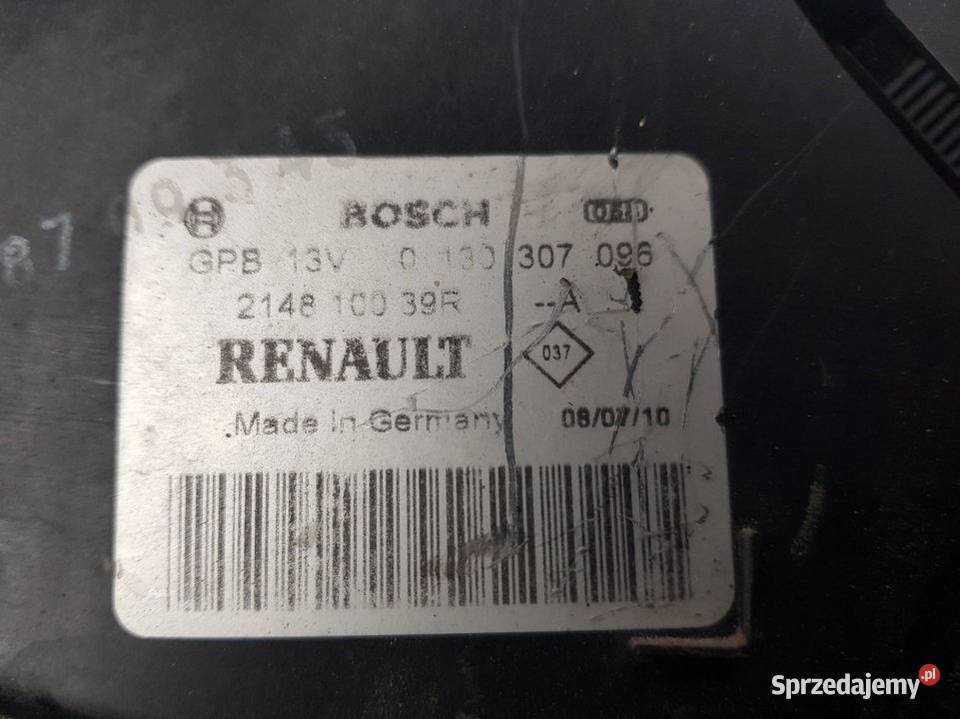 BOSCH
GPB 13V 0 130 307 096
2148 100 39R --A
RENAULT 037
Made In Germany 08/07/10
Sprzedajemy.pl